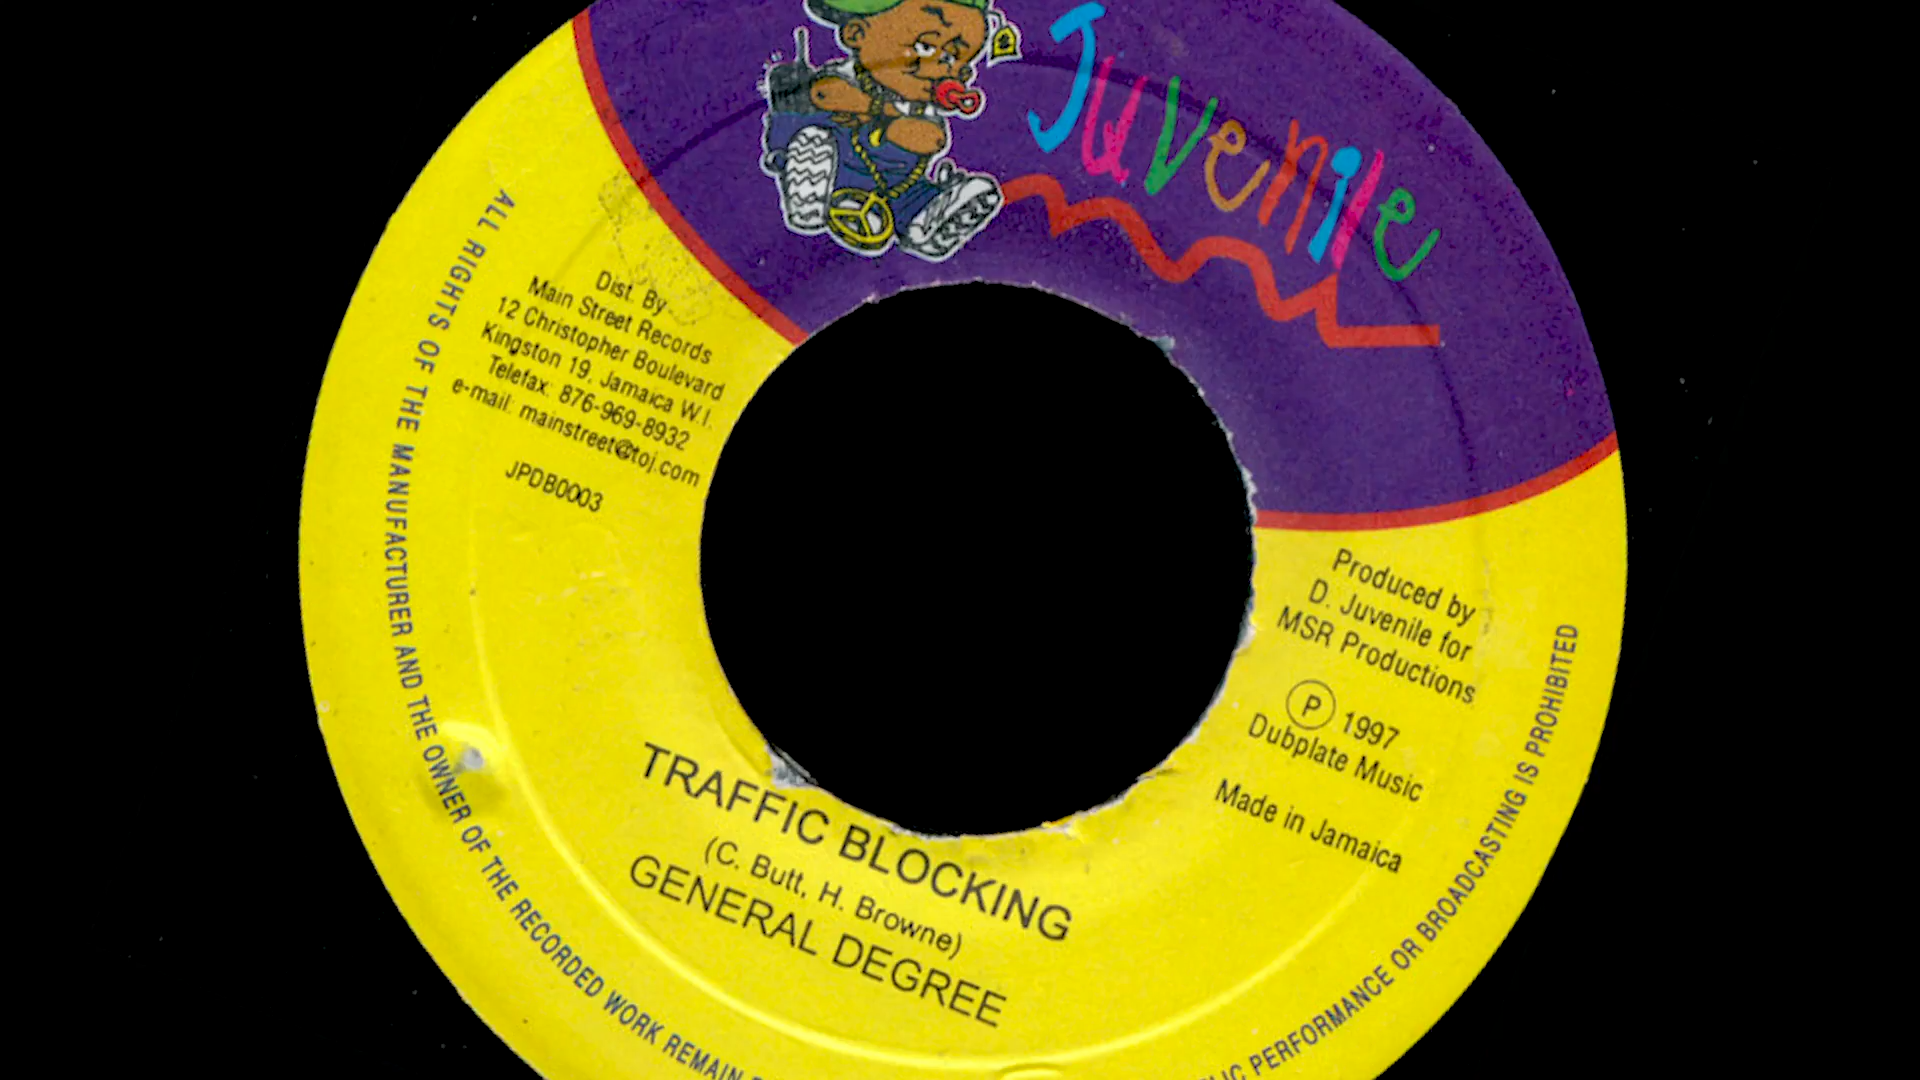 Juvenile
Dist. By
Main Street Records
12 Christopher Boulevard
Kingston 19, Jamaica W.I.
Telefax: 876-969-8932
e-mail: mainstreet@toj.com
JPDB0003
Produced by
D. Juvenile for
MSR Productions
P 1997
Dubplate Music
Made in Jamaica
TRAFFIC BLOCKING
(C. Butt, H. Browne)
GENERAL DEGREE
ALL RIGHTS OF THE MANUFACTURER AND THE OWNER OF THE RECORDED WORK REMAIN
PERFORMANCE OR BROADCASTING IS PROHIBITED